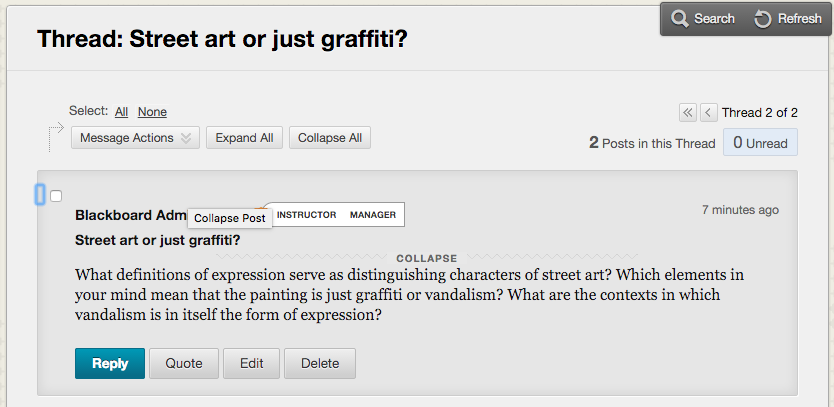 Search Refresh
Thread: Street art or just graffiti?
Select: All None
Thread 2 of 2
Message Actions Expand All Collapse All
2 Posts in this Thread 0 Unread
Blackboard Adm Collapse Post INSTRUCTOR MANAGER 7 minutes ago
Street art or just graffiti?
COLLAPSE
What definitions of expression serve as distinguishing characters of street art? Which elements in
your mind mean that the painting is just graffiti or vandalism? What are the contexts in which
vandalism is in itself the form of expression?
Reply Quote Edit Delete